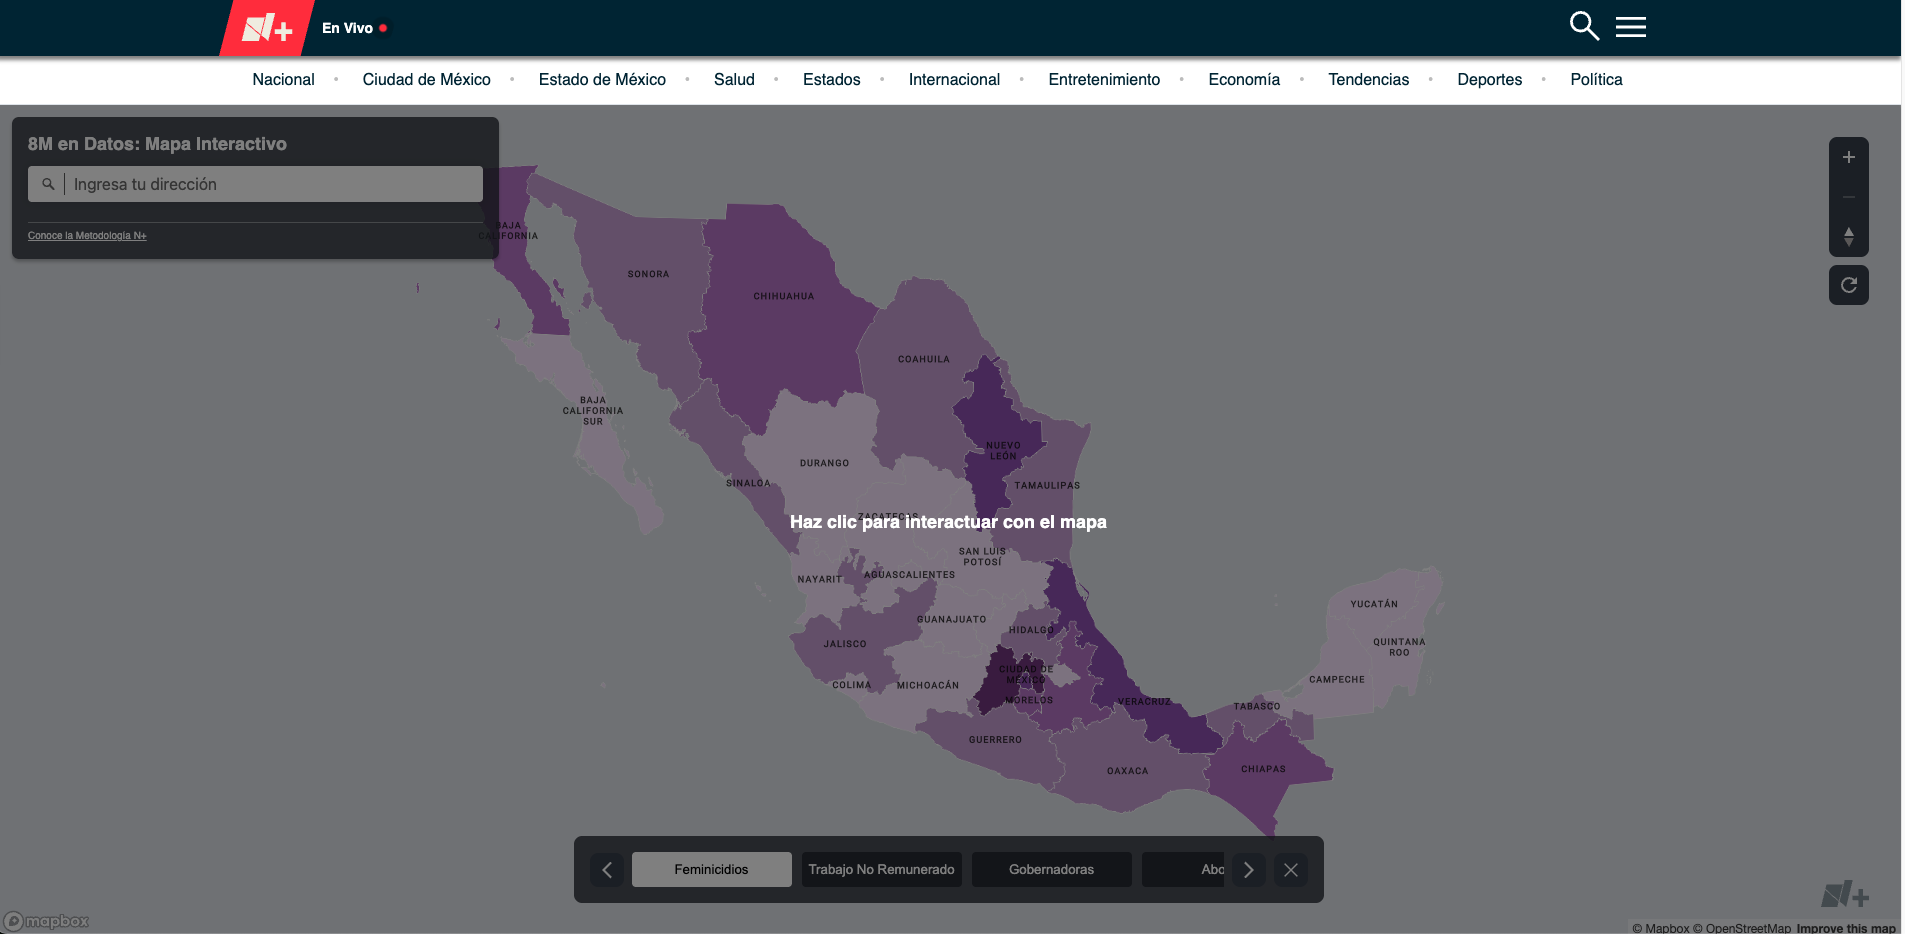 N+
En Vivo
Nacional • Ciudad de México • Estado de México • Salud • Estados • Internacional • Entretenimiento • Economía • Tendencias • Deportes • Política
8M en Datos: Mapa Interactivo
Ingresa tu dirección
Conoce la Metodología N+
BAJA
CALIFORNIA
SONORA
CHIHUAHUA
COAHUILA
BAJA
CALIFORNIA
SUR
NUEVO
LEÓN
DURANGO
SINALOA
TAMAULIPAS
ZACATECAS
Haz clic para interactuar con el mapa
SAN LUIS
POTOSÍ
NAYARIT
AGUASCALIENTES
GUANAJUATO
HIDALGO
JALISCO
YUCATÁN
QUINTANA
ROO
CIUDAD DE
MÉXICO
COLIMA
MICHOACÁN
CAMPECHE
MORELOS
VERACRUZ
TABASCO
GUERRERO
OAXACA
CHIAPAS
Feminicidios
Trabajo No Remunerado
Gobernadoras
Abo
N+
mapbox
© Mapbox © OpenStreetMap Improve this map